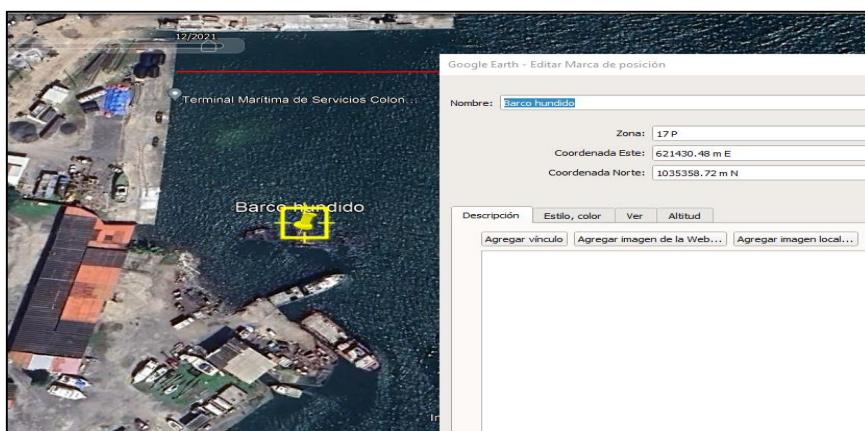 12/2021
Terminal Marítima de Servicios Colon...
Barco hundido
Google Earth - Editar Marca de posición
Nombre: Barco hundido
Zona: 17 P
Coordenada Este: 621430.48 m E
Coordenada Norte: 1035358.72 m N
Descripción Estilo, color Ver Altitud
Agregar vínculo Agregar imagen de la Web... Agregar imagen local...